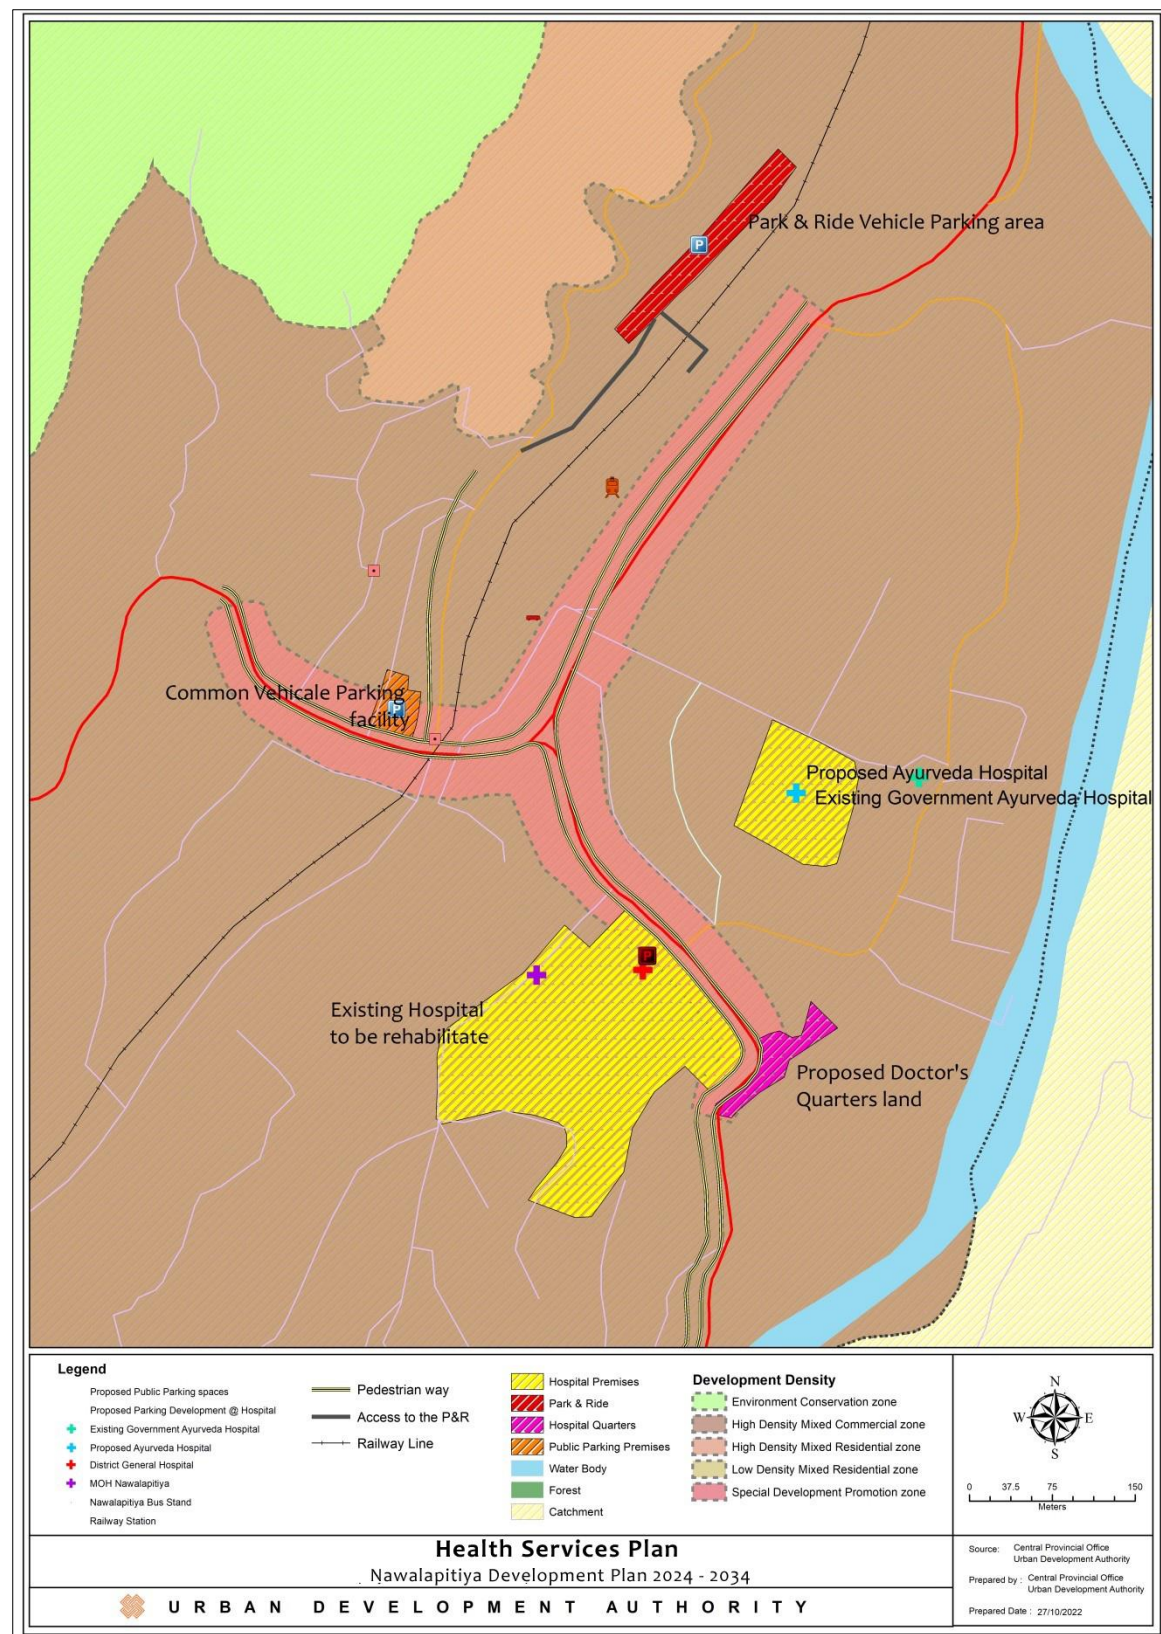 Park & Ride Vehicle Parking area
Common Vehicale Parking
facility
Proposed Ayurveda Hospital
Existing Government Ayurveda Hospital
Existing Hospital
to be rehabilitate
Proposed Doctor's
Quarters land
P
P
P
Legend
Proposed Public Parking spaces
Proposed Parking Development @ Hospital
Existing Government Ayurveda Hospital
Proposed Ayurveda Hospital
District General Hospital
MOH Nawalapitiya
Nawalapitiya Bus Stand
Railway Station
Pedestrian way
Access to the P&R
Railway Line
Hospital Premises
Park & Ride
Hospital Quarters
Public Parking Premises
Water Body
Forest
Catchment
Development Density
Environment Conservation zone
High Density Mixed Commercial zone
High Density Mixed Residential zone
Low Density Mixed Residential zone
Special Development Promotion zone
N
W E
S
0 37.5 75 150
Meters
Health Services Plan
Nawalapitiya Development Plan 2024 - 2034
URBAN DEVELOPMENT AUTHORITY
Source: Central Provincial Office
Urban Development Authority
Prepared by : Central Provincial Office
Urban Development Authority
Prepared Date : 27/10/2022